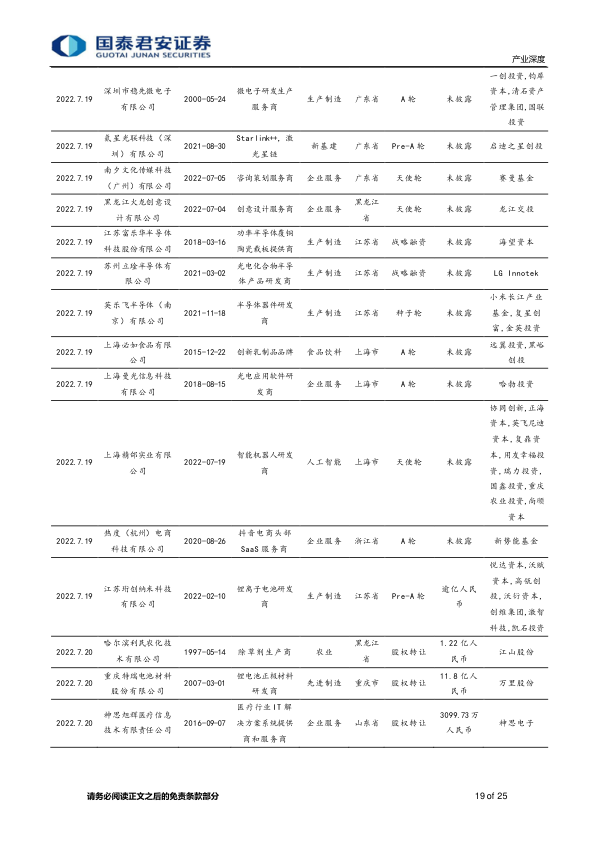 国泰君安证券
GUOTAI JUNAN SECURITIES
产业深度
一创投资,钧犀
2022.7.19 深圳市稳先微电子 2000-05-24 微电子研发生产 生产制造 广东省 A 轮 未披露 资本,清石资产
有限公司 服务商 管理集团,国联
投资
2022.7.19 氦星光联科技（深 2021-08-30 Starlink++，激 新基建 广东省 Pre-A 轮 未披露 启迪之星创投
圳）有限公司 光星链
2022.7.19 南夕文化传媒科技 2022-07-05 咨询策划服务商 企业服务 广东省 天使轮 未披露 赛曼基金
（广州）有限公司
2022.7.19 黑龙江火龙创意设 2022-07-04 创意设计服务商 企业服务 黑龙江 天使轮 未披露 龙江交投
计有限公司 省
2022.7.19 江苏富乐华半导体 2018-03-16 功率半导体覆铜 生产制造 江苏省 战略融资 未披露 海望资本
科技股份有限公司 陶瓷载板提供商
2022.7.19 苏州立琻半导体有 2021-03-02 光电化合物半导 生产制造 江苏省 战略融资 未披露 LG Innotek
限公司 体产品研发商
2022.7.19 英乐飞半导体（南 2021-11-18 半导体器件研发 生产制造 江苏省 种子轮 未披露 小米长江产业
京）有限公司 商 基金,复星创
富,金英投资
2022.7.19 上海必如食品有限 2015-12-22 创新乳制品品牌 食品饮料 上海市 A 轮 未披露 远翼投资,黑峪
公司 创投
2022.7.19 上海曼光信息科技 2018-08-15 光电应用软件研 企业服务 上海市 A 轮 未披露 哈勃投资
有限公司 发商
协同创新,正海
资本,英飞尼迪
资本,复鼎资
2022.7.19 上海精邰实业有限 2022-07-19 智能机器人研发 人工智能 上海市 天使轮 未披露 本,用友幸福投
公司 商 资,瑞力投资,
国鑫投资,重庆
农业投资,尚颀
资本
2022.7.19 热度（杭州）电商 2020-08-26 抖音电商头部 企业服务 浙江省 A 轮 未披露 新势能基金
科技有限公司 SaaS 服务商
悦达资本,沃赋
资本,高瓴创
2022.7.19 江苏珩创纳米科技 2022-02-10 锂离子电池研发 生产制造 江苏省 Pre-A 轮 逾亿人民 投,沃衍资本,
有限公司 商 币 创维集团,激智
科技,凯石投资
2022.7.20 哈尔滨利民农化技 1997-05-14 除草剂生产商 农业 黑龙江 股权转让 1.22 亿人 江山股份
术有限公司 省 民币
2022.7.20 重庆特瑞电池材料 2007-03-01 锂电池正极材料 先进制造 重庆市 股权转让 11.8 亿人 万里股份
股份有限公司 研发商 民币
2022.7.20 神思旭辉医疗信息 2016-09-07 医疗行业 IT 解 企业服务 山东省 股权转让 3099.73 万 神思电子
技术有限责任公司 决方案系统提供 人民币
商和服务商
请务必阅读正文之后的免责条款部分 19 of 25